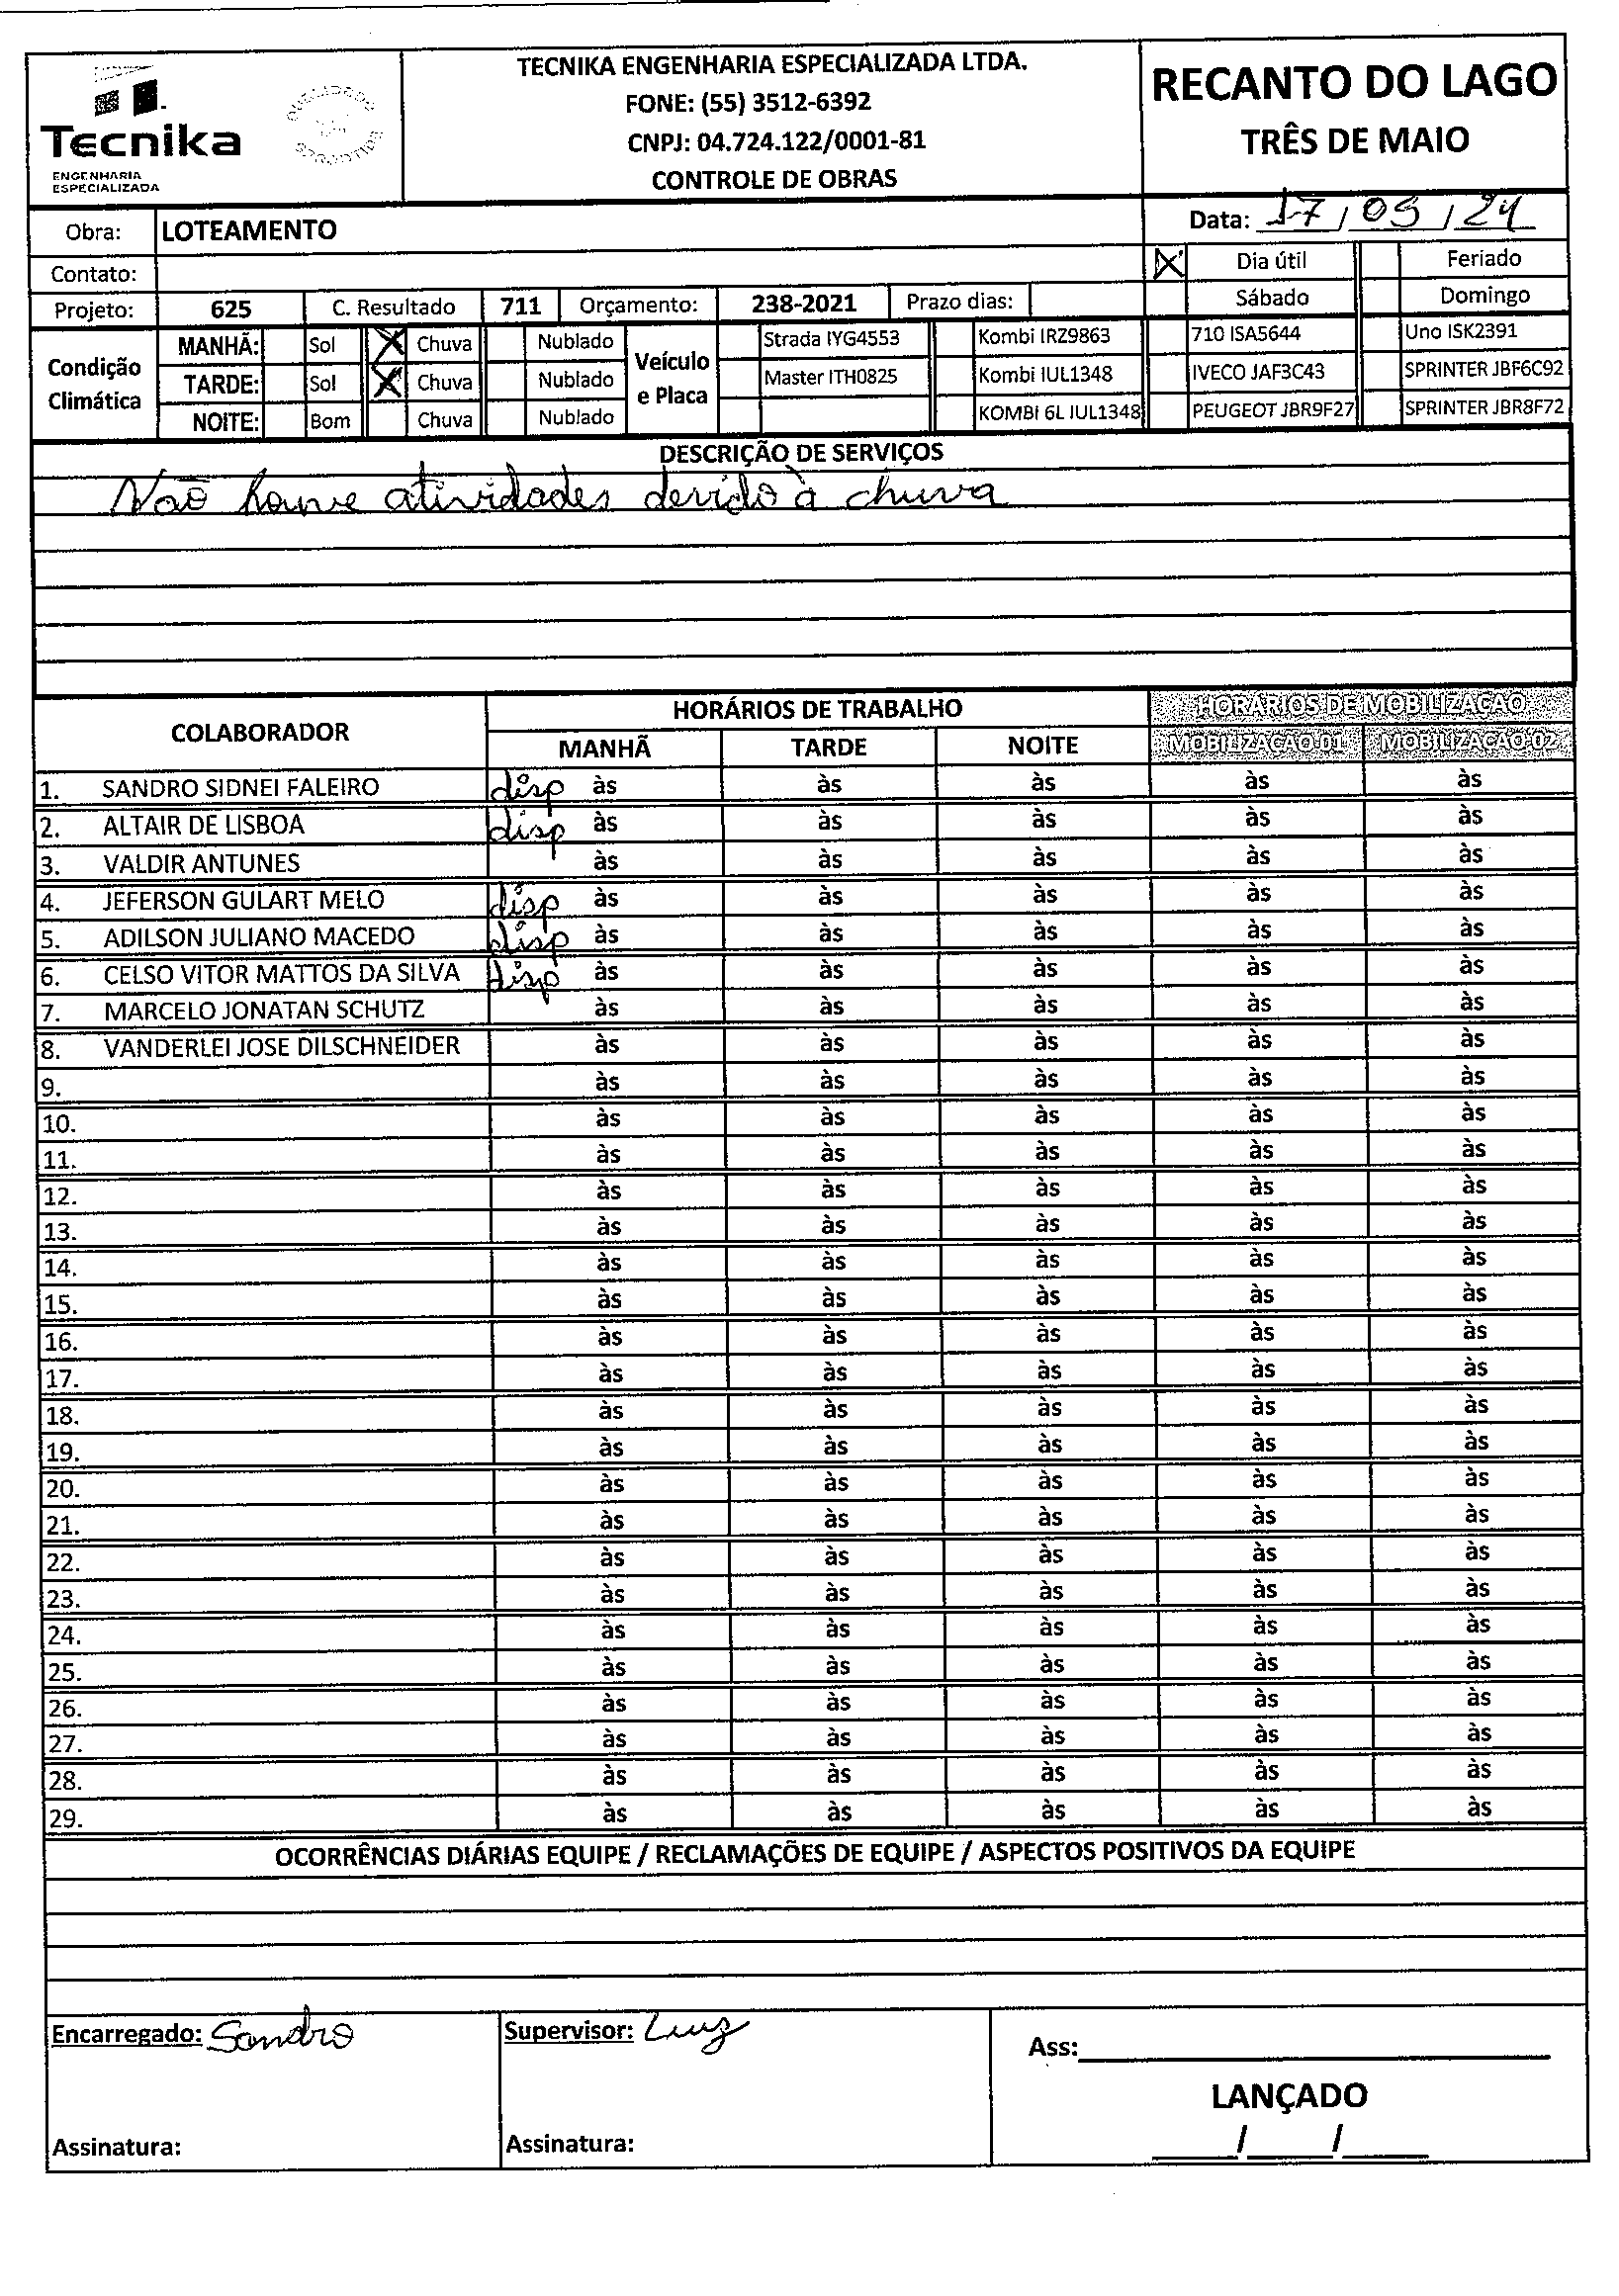 TECNIKA ENGENHARIA ESPECIALIZADA LTDA.
FONE: (55) 3512-6392
CNPJ: 04.724.122/0001-81
CONTROLE DE OBRAS
Tecnika
ENGENHARIA
ESPECIALIZADA
RECANTO DO LAGO
TRÊS DE MAIO
Obra: LOTEAMENTO
Data: 17 / 05 / 24
Contato:
Dia útil Feriado
Projeto: 625 C. Resultado 711 Orçamento: 238-2021 Prazo dias: Sábado Domingo
Condição Climática
MANHÃ: Sol X Chuva Nublado
TARDE: Sol X Chuva Nublado
NOITE: Bom Chuva Nublado
Veículo e Placa
Strada IYG4553 Kombi IRZ9863 710 ISA5644 Uno ISK2391
Master ITH0825 Kombi IUL1348 IVECO JAF3C43 SPRINTER JBF6C92
KOMBI 6L IUL1348 PEUGEOT JBR9F27 SPRINTER JBR8F72
DESCRIÇÃO DE SERVIÇOS
Não houve atividades devido à chuva
COLABORADOR HORÁRIOS DE TRABALHO HORÁRIOS DE MOBILIZAÇAO
MANHÃ TARDE NOITE MOBILIZACAO 01 MOBILIZACAO 02
1. SANDRO SIDNEI FALEIRO disp às às às às às
2. ALTAIR DE LISBOA disp às às às às às
3. VALDIR ANTUNES às às às às às
4. JEFERSON GULART MELO disp às às às às às
5. ADILSON JULIANO MACEDO disp às às às às às
6. CELSO VITOR MATTOS DA SILVA disp às às às às às
7. MARCELO JONATAN SCHUTZ às às às às às
8. VANDERLEI JOSE DILSCHNEIDER às às às às às
9. às às às às às
10. às às às às às
11. às às às às às
12. às às às às às
13. às às às às às
14. às às às às às
15. às às às às às
16. às às às às às
17. às às às às às
18. às às às às às
19. às às às às às
20. às às às às às
21. às às às às às
22. às às às às às
23. às às às às às
24. às às às às às
25. às às às às às
26. às às às às às
27. às às às às às
28. às às às às às
29. às às às às às
OCORRÊNCIAS DIÁRIAS EQUIPE / RECLAMAÇÕES DE EQUIPE / ASPECTOS POSITIVOS DA EQUIPE
Encarregado: Sandro Supervisor: Luiz Ass:
LANÇADO
Assinatura: Assinatura: / /